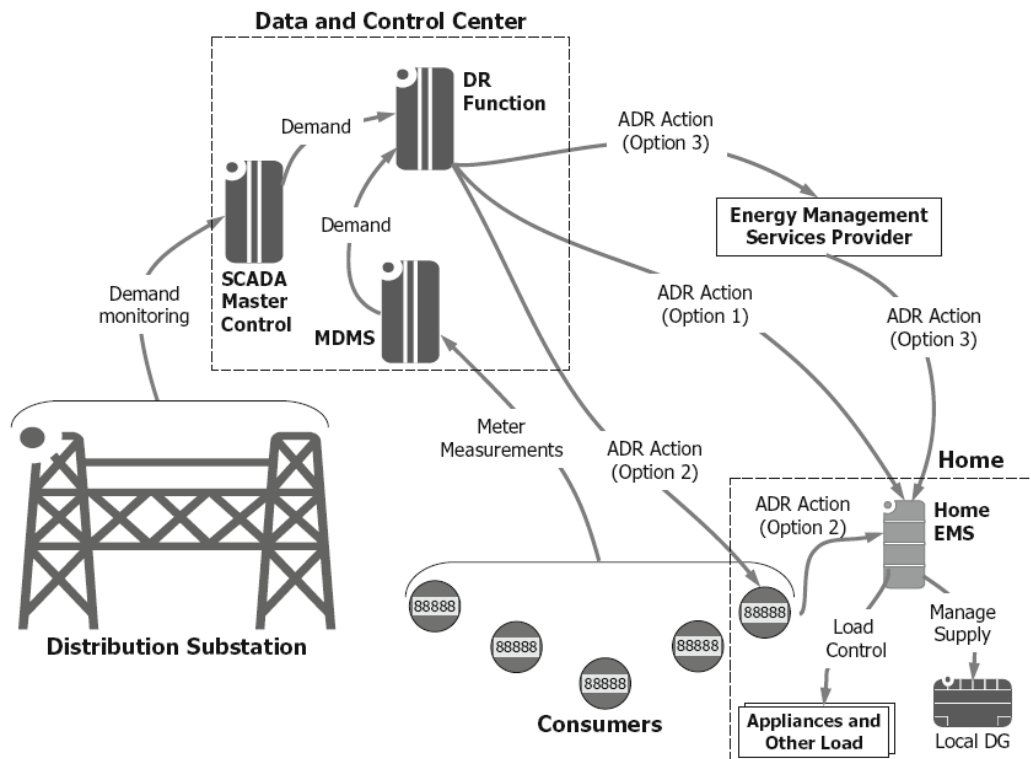 Data and Control Center
DR
Function
Demand
ADR Action
(Option 3)
Energy Management
Services Provider
Demand
SCADA
Master
Control
Demand
monitoring
MDMS
ADR Action
(Option 1)
ADR Action
(Option 3)
Meter
Measurements
ADR Action
(Option 2)
Home
ADR Action
(Option 2)
Home
EMS
88888
88888
88888
88888
88888
Distribution Substation
Consumers
Load
Control
Manage
Supply
Appliances and
Other Load
Local DG